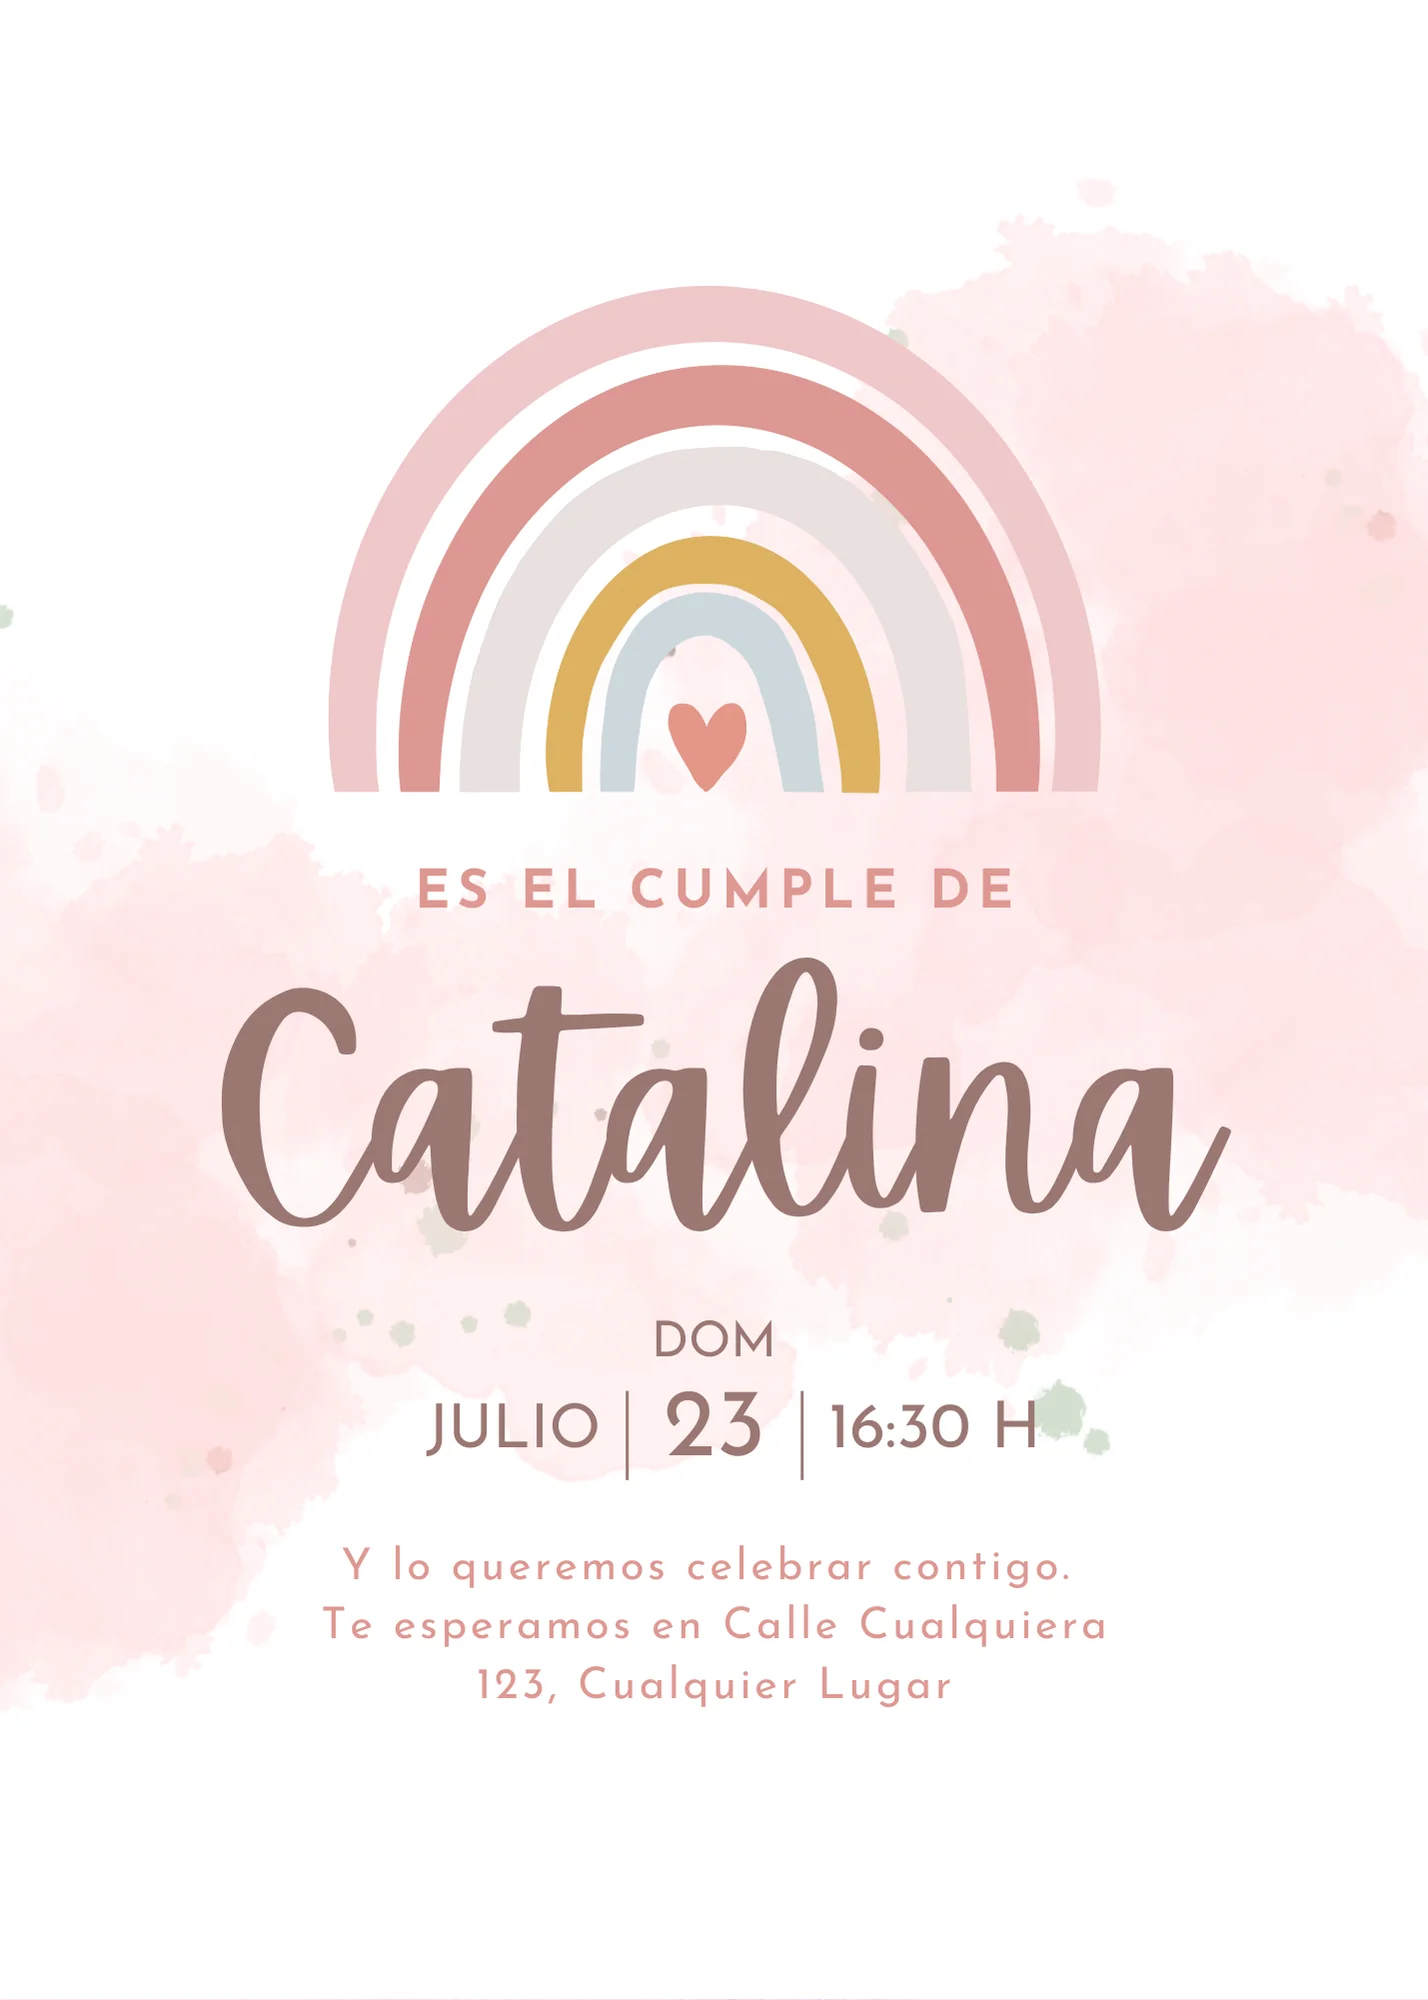 ES EL CUMPLE DE
Catalina
DOM
JULIO 23 16:30 H
Y lo queremos celebrar contigo.
Te esperamos en Calle Cualquiera
123, Cualquier Lugar